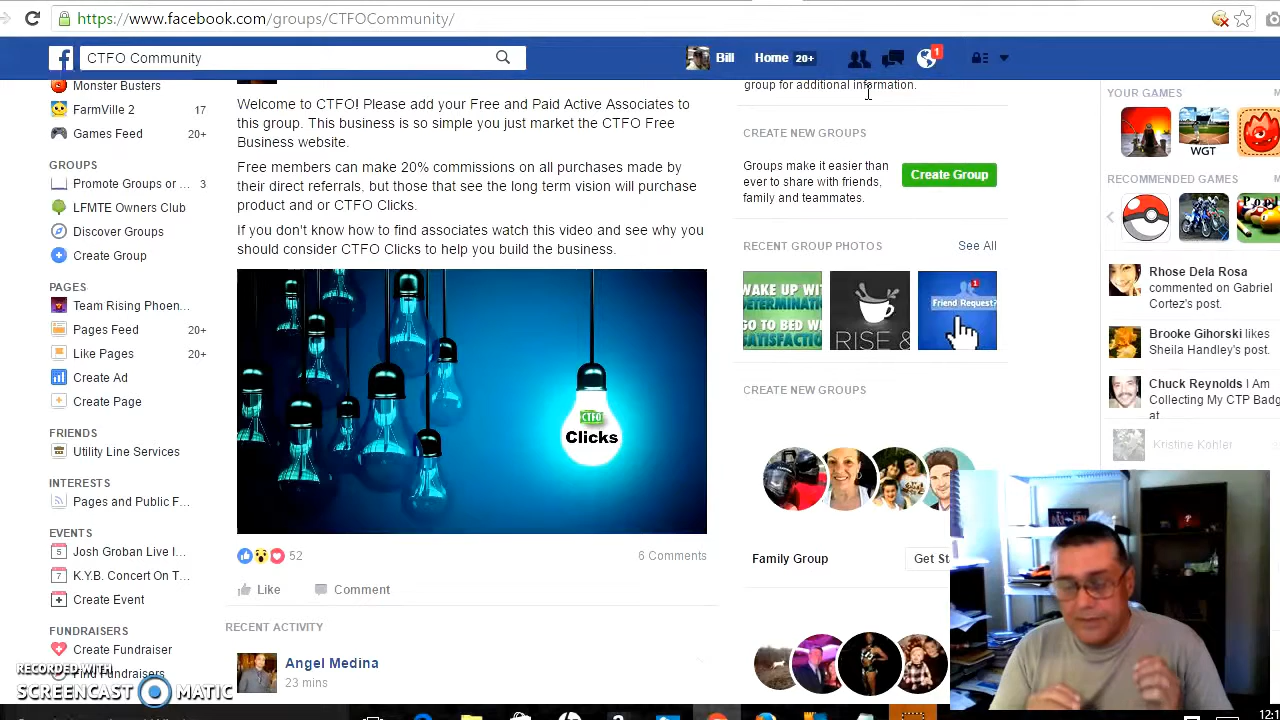 https://www.facebook.com/groups/CTFOCommunity/
CTFO Community
Bill
Home 20+
1
Monster Busters
FarmVille 2 17
Games Feed 20+
GROUPS
Promote Groups or ... 3
LFMTE Owners Club
Discover Groups
Create Group
PAGES
Team Rising Phoen...
Pages Feed 20+
Like Pages 20+
Create Ad
Create Page
FRIENDS
Utility Line Services
INTERESTS
Pages and Public F...
EVENTS
5 Josh Groban Live I...
7 K.Y.B. Concert On T...
Create Event
FUNDRAISERS
Create Fundraiser
Find Fundraisers
RECORDED WITH
SCREENCAST MATIC
Welcome to CTFO! Please add your Free and Paid Active Associates to
this group. This business is so simple you just market the CTFO Free
Business website.
Free members can make 20% commissions on all purchases made by
their direct referrals, but those that see the long term vision will purchase
product and or CTFO Clicks.
If you don't know how to find associates watch this video and see why you
should consider CTFO Clicks to help you build the business.
CTFO
Clicks
52
6 Comments
Like Comment
RECENT ACTIVITY
Angel Medina
23 mins
group for additional information.
CREATE NEW GROUPS
Groups make it easier than
ever to share with friends,
family and teammates.
Create Group
RECENT GROUP PHOTOS See All
WAKE UP WIT
DETERMINATI
GO TO BED WI
SATISFACTIO
RISE &
Friend Request?
1
CREATE NEW GROUPS
Family Group
Get St
YOUR GAMES
WGT
RECOMMENDED GAMES
Pool
Rhose Dela Rosa
commented on Gabriel
Cortez's post.
Brooke Gihorski likes
Sheila Handley's post.
Chuck Reynolds I Am
Collecting My CTP Badg
at
Kristine Kohler
12:1